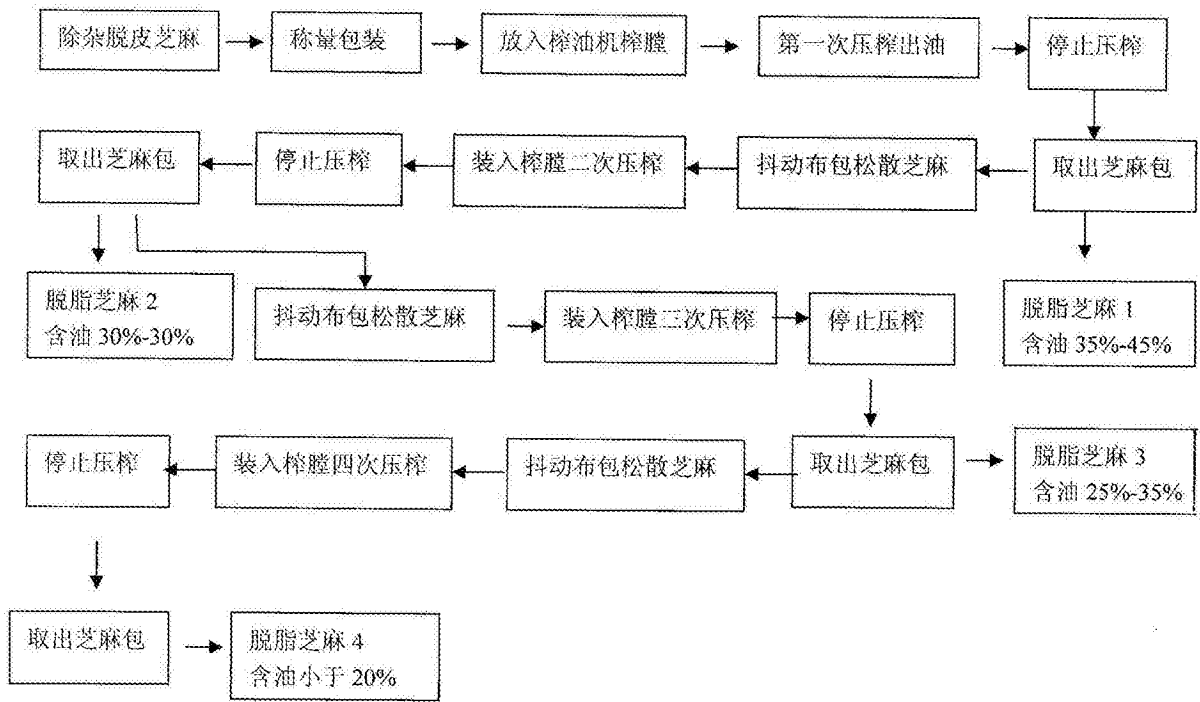 除杂脱皮芝麻
称量包装
放入榨油机榨膛
第一次压榨出油
停止压榨
取出芝麻包
抖动布包松散芝麻
装入榨膛二次压榨
停止压榨
取出芝麻包
脱脂芝麻 1
含油 35%-45%
脱脂芝麻 2
含油 30%-30%
抖动布包松散芝麻
装入榨膛三次压榨
停止压榨
取出芝麻包
脱脂芝麻 3
含油 25%-35%
抖动布包松散芝麻
装入榨膛四次压榨
停止压榨
取出芝麻包
脱脂芝麻 4
含油小于 20%